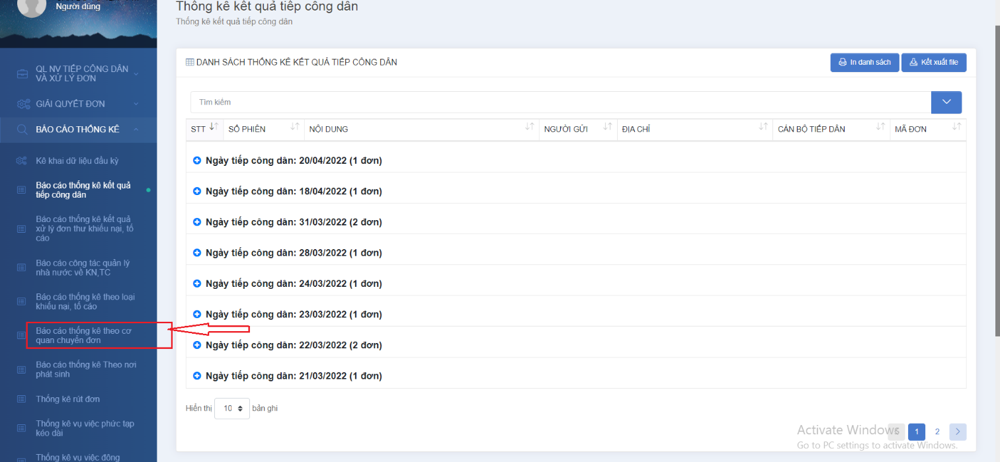 Người dùng
QL NV TIẾP CÔNG DÂN
VÀ XỬ LÝ ĐƠN
GIẢI QUYẾT ĐƠN
BÁO CÁO THỐNG KÊ
Kê khai dữ liệu đầu kỳ
Báo cáo thống kê kết quả
tiếp công dân
Báo cáo thống kê kết quả
xử lý đơn thư khiếu nại, tố
cáo
Báo cáo công tác quản lý
nhà nước về KN,TC
Báo cáo thống kê theo loại
khiếu nại, tố cáo
Báo cáo thống kê theo cơ
quan chuyển đơn
Báo cáo thống kê Theo nơi
phát sinh
Thống kê rút đơn
Thống kê vụ việc phức tạp
kéo dài
Thống kê vụ việc đông
Thống kê kết quả tiếp công dân
Thống kê kết quả tiếp công dân
DANH SÁCH THỐNG KÊ KẾT QUẢ TIẾP CÔNG DÂN
In danh sách
Kết xuất file
Tìm kiếm
STT SỐ PHIÊN NỘI DUNG NGƯỜI GỬI ĐỊA CHỈ CÁN BỘ TIẾP DÂN MÃ ĐƠN
Ngày tiếp công dân: 20/04/2022 (1 đơn)
Ngày tiếp công dân: 18/04/2022 (1 đơn)
Ngày tiếp công dân: 31/03/2022 (2 đơn)
Ngày tiếp công dân: 28/03/2022 (1 đơn)
Ngày tiếp công dân: 24/03/2022 (1 đơn)
Ngày tiếp công dân: 23/03/2022 (1 đơn)
Ngày tiếp công dân: 22/03/2022 (2 đơn)
Ngày tiếp công dân: 21/03/2022 (1 đơn)
Hiển thị 10 bản ghi
1 2
Activate Windows
Go to PC settings to activate Windows.